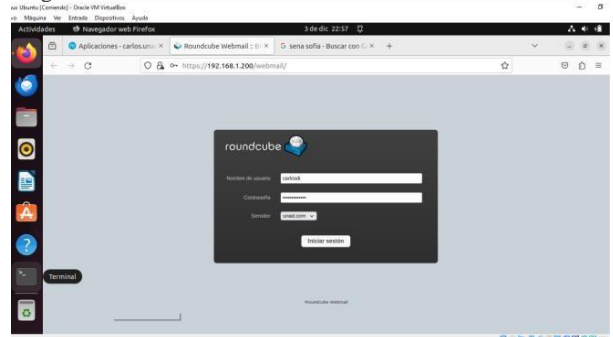 (Corriendo) - Oracle VM VirtualBox
Máquina Ver Entrada Dispositivos Ayuda
Actividades Navegador web Firefox 3 de dic 22:57
Aplicaciones - carlos.una Roundcube Webmail :: B sena sofia - Buscar con G
https://192.168.1.200/webmail/
roundcube
Nombre de usuario
Contraseña
Servidor unad.com
Iniciar sesión
Terminal
Roundcube Webmail